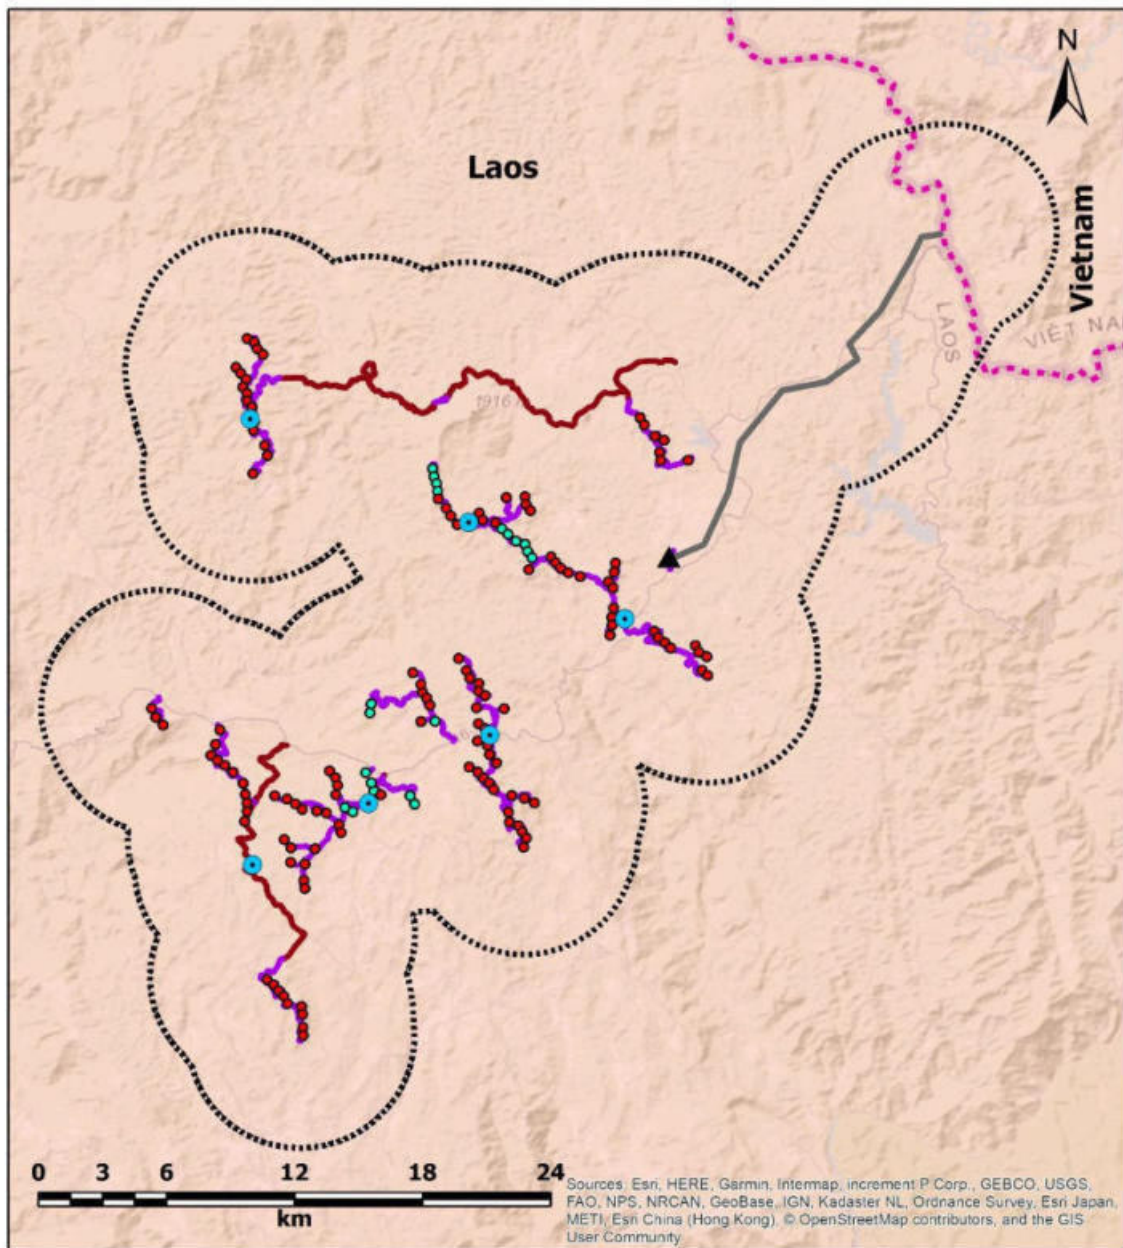 N
Laos
Vietnam
LAOS
VIỆT NA
1916
0 3 6 12 18 24
km
Sources: Esri, HERE, Garmin, Intermap, increment P Corp., GEBCO, USGS,
FAO, NPS, NRCAN, GeoBase, IGN, Kadaster NL, Ordnance Survey, Esri Japan,
METI, Esri China (Hong Kong), © OpenStreetMap contributors, and the GIS
User Community